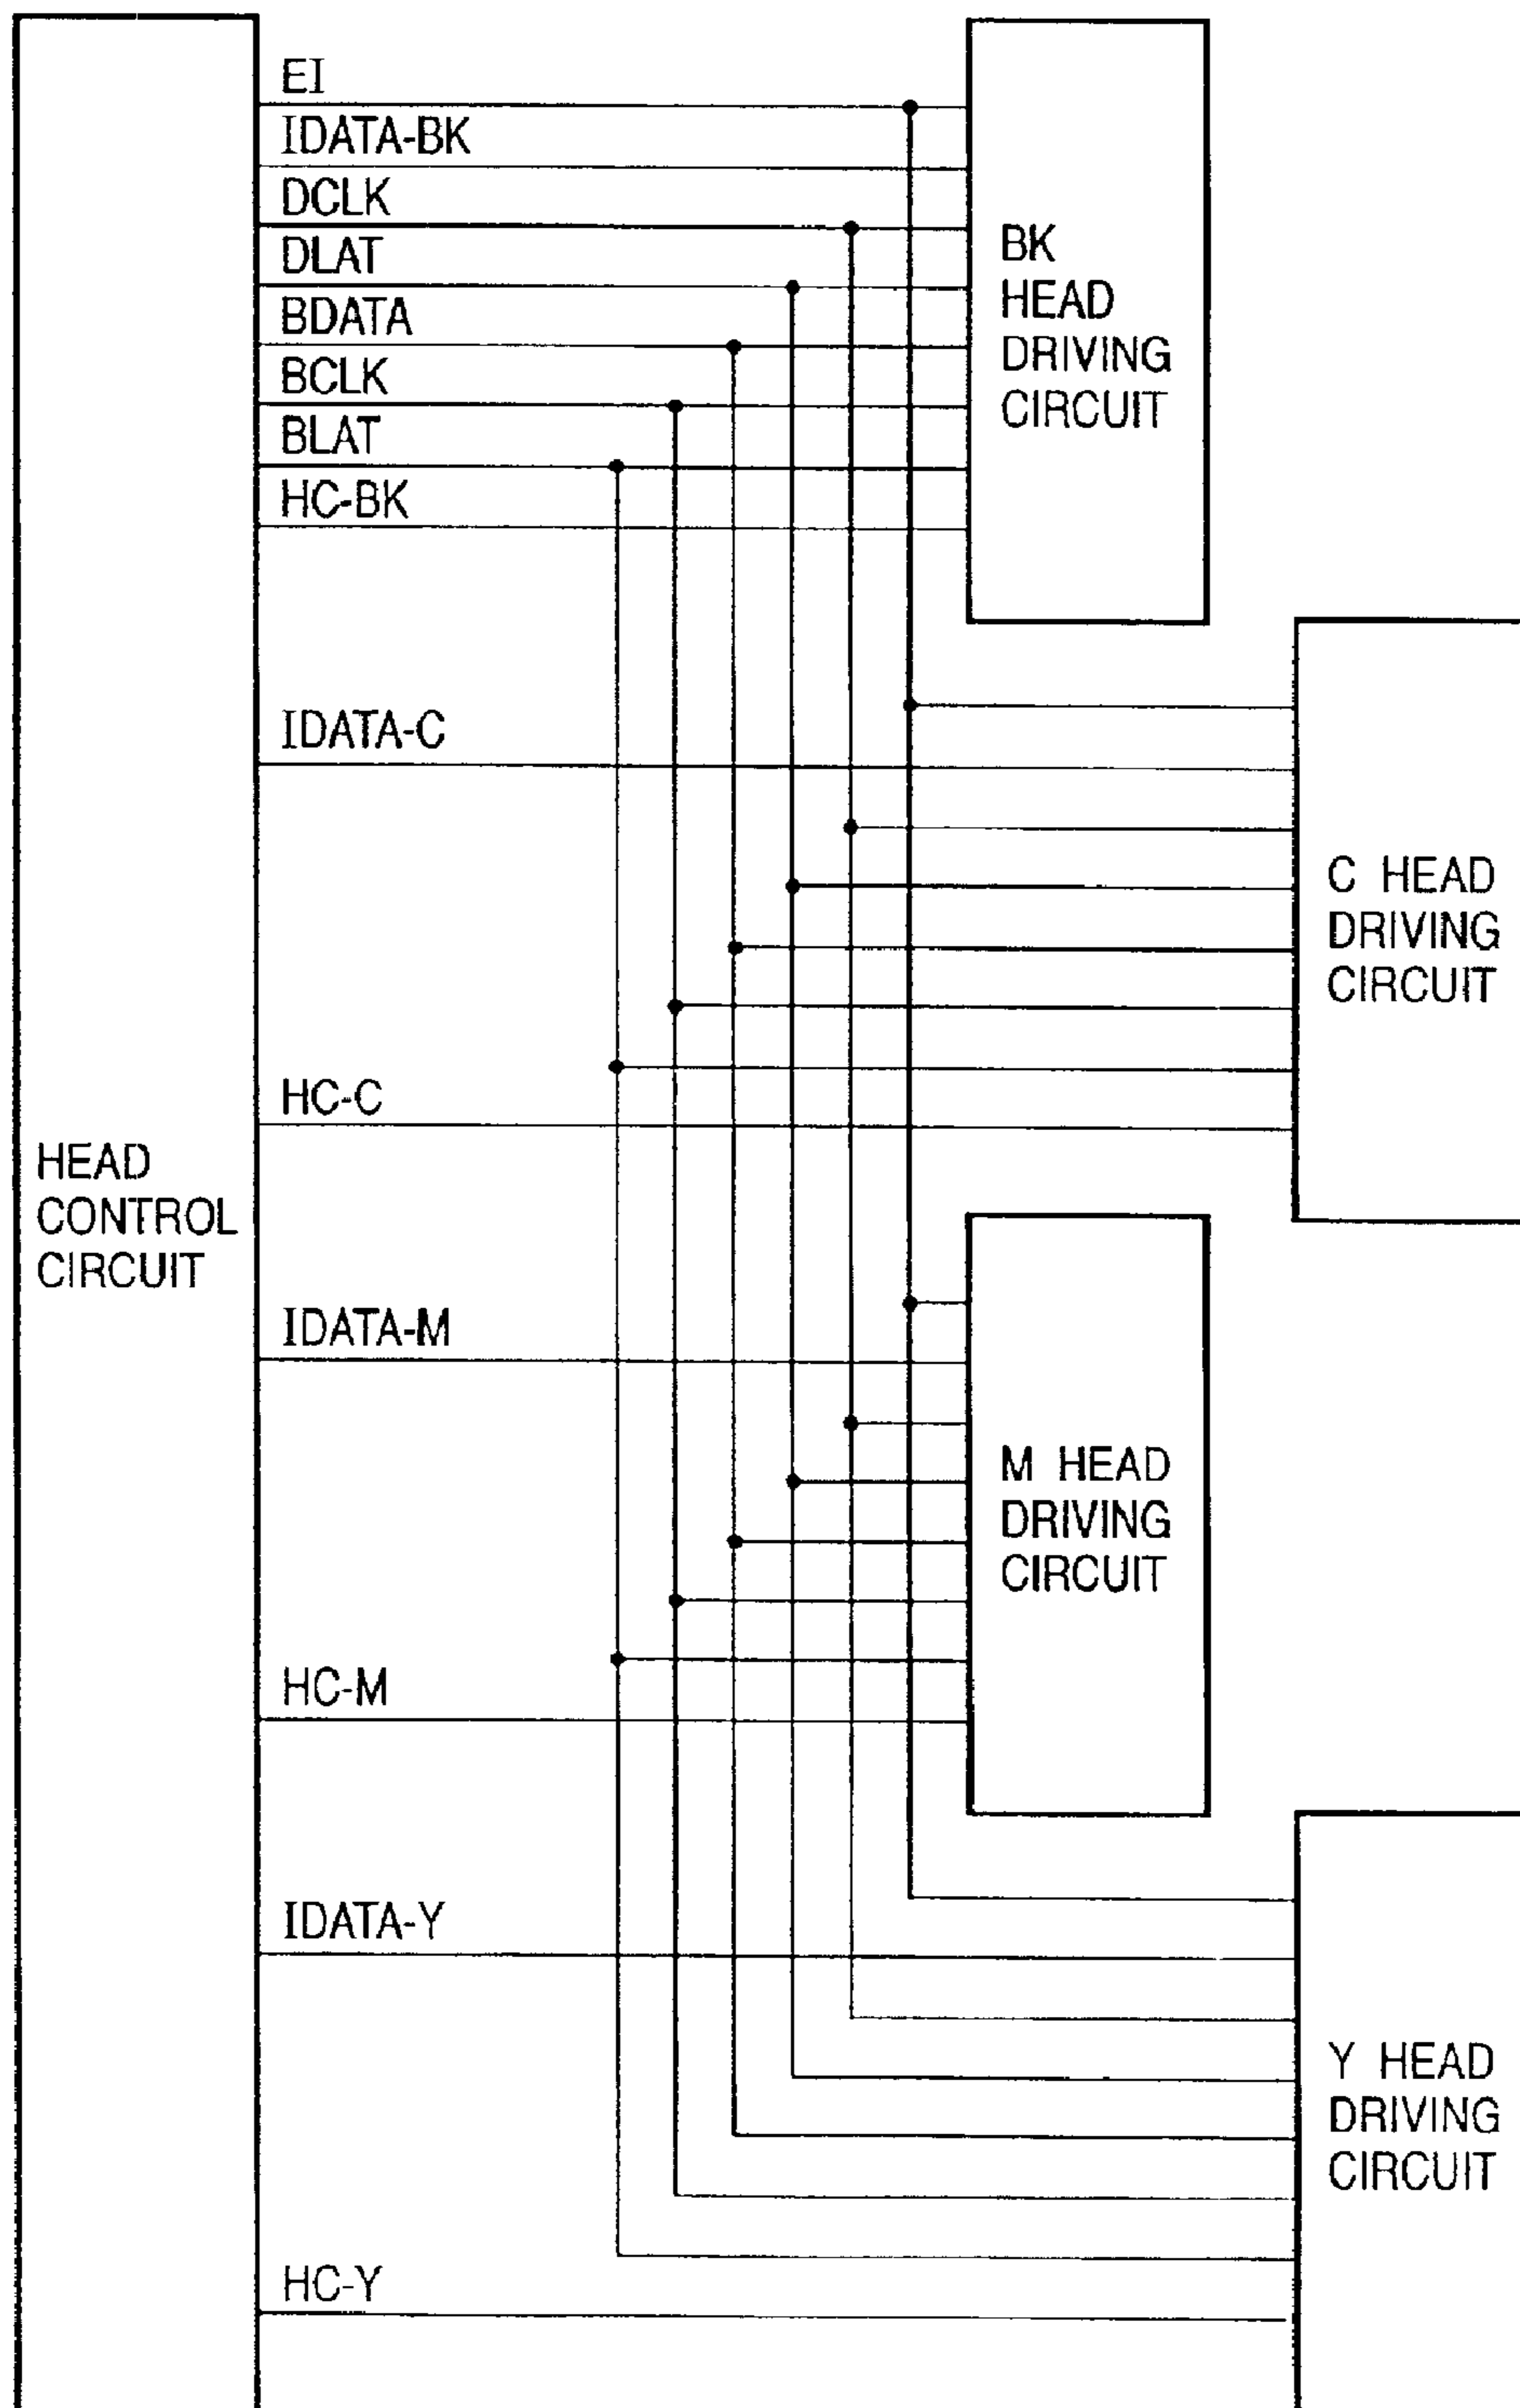 EI
IDATA-BK
DCLK
DLAT
BDATA
BCLK
BLAT
HC-BK
BK
HEAD
DRIVING
CIRCUIT
IDATA-C
C HEAD
DRIVING
CIRCUIT
HC-C
HEAD
CONTROL
CIRCUIT
IDATA-M
M HEAD
DRIVING
CIRCUIT
HC-M
IDATA-Y
Y HEAD
DRIVING
CIRCUIT
HC-Y